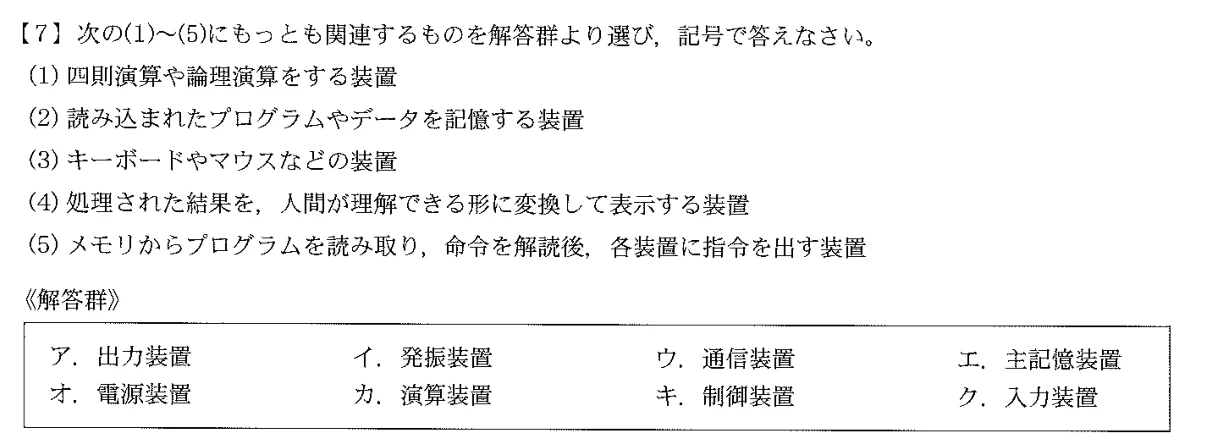 【7】次の(1)～(5)にもっとも関連するものを解答群より選び，記号で答えなさい。
(1) 四則演算や論理演算をする装置
(2) 読み込まれたプログラムやデータを記憶する装置
(3) キーボードやマウスなどの装置
(4) 処理された結果を，人間が理解できる形に変換して表示する装置
(5) メモリからプログラムを読み取り，命令を解読後，各装置に指令を出す装置
《解答群》
ア．出力装置　イ．発振装置　ウ．通信装置　エ．主記憶装置
オ．電源装置　カ．演算装置　キ．制御装置　ク．入力装置